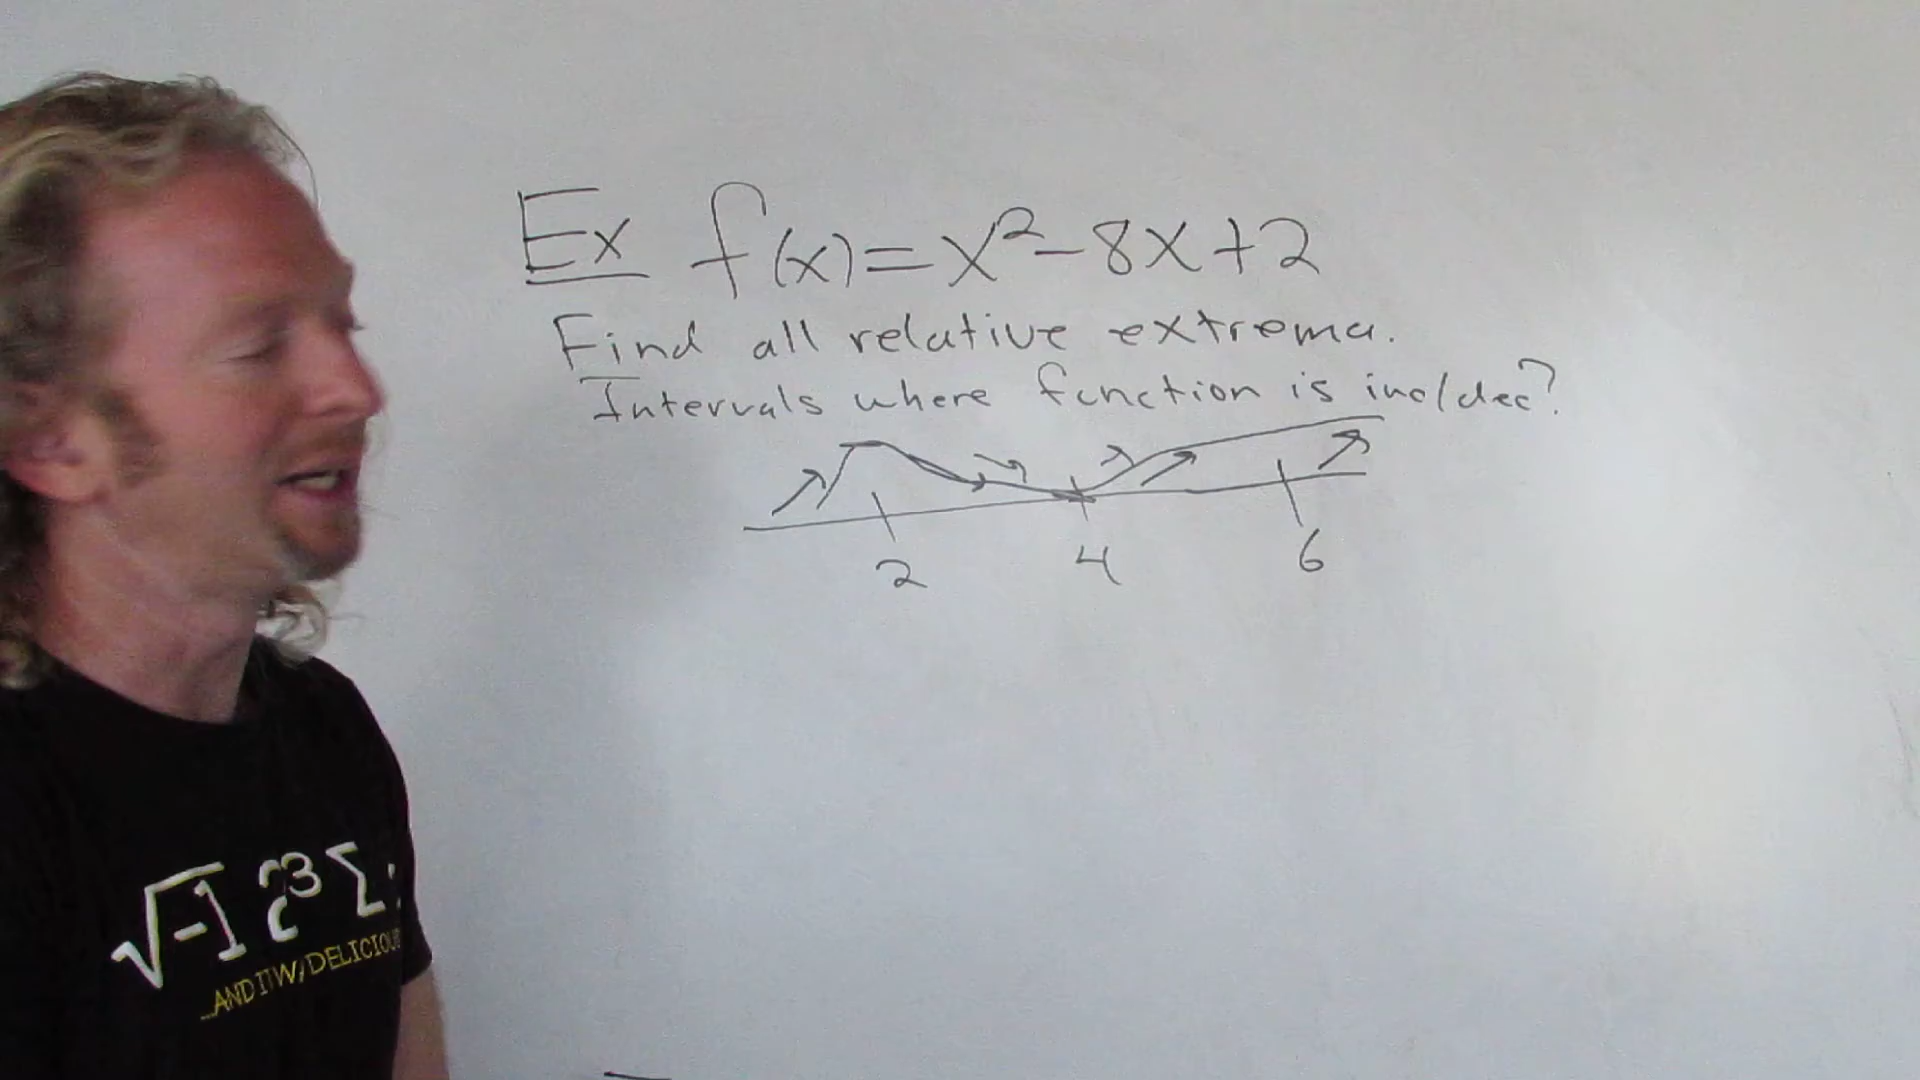 Ex f(x)=x²-8x+2
Find all relative extrema.
Intervals where function is inc/dec?
2 4 6
√-1 2³ Σ
...AND IT W/ DELICIOU